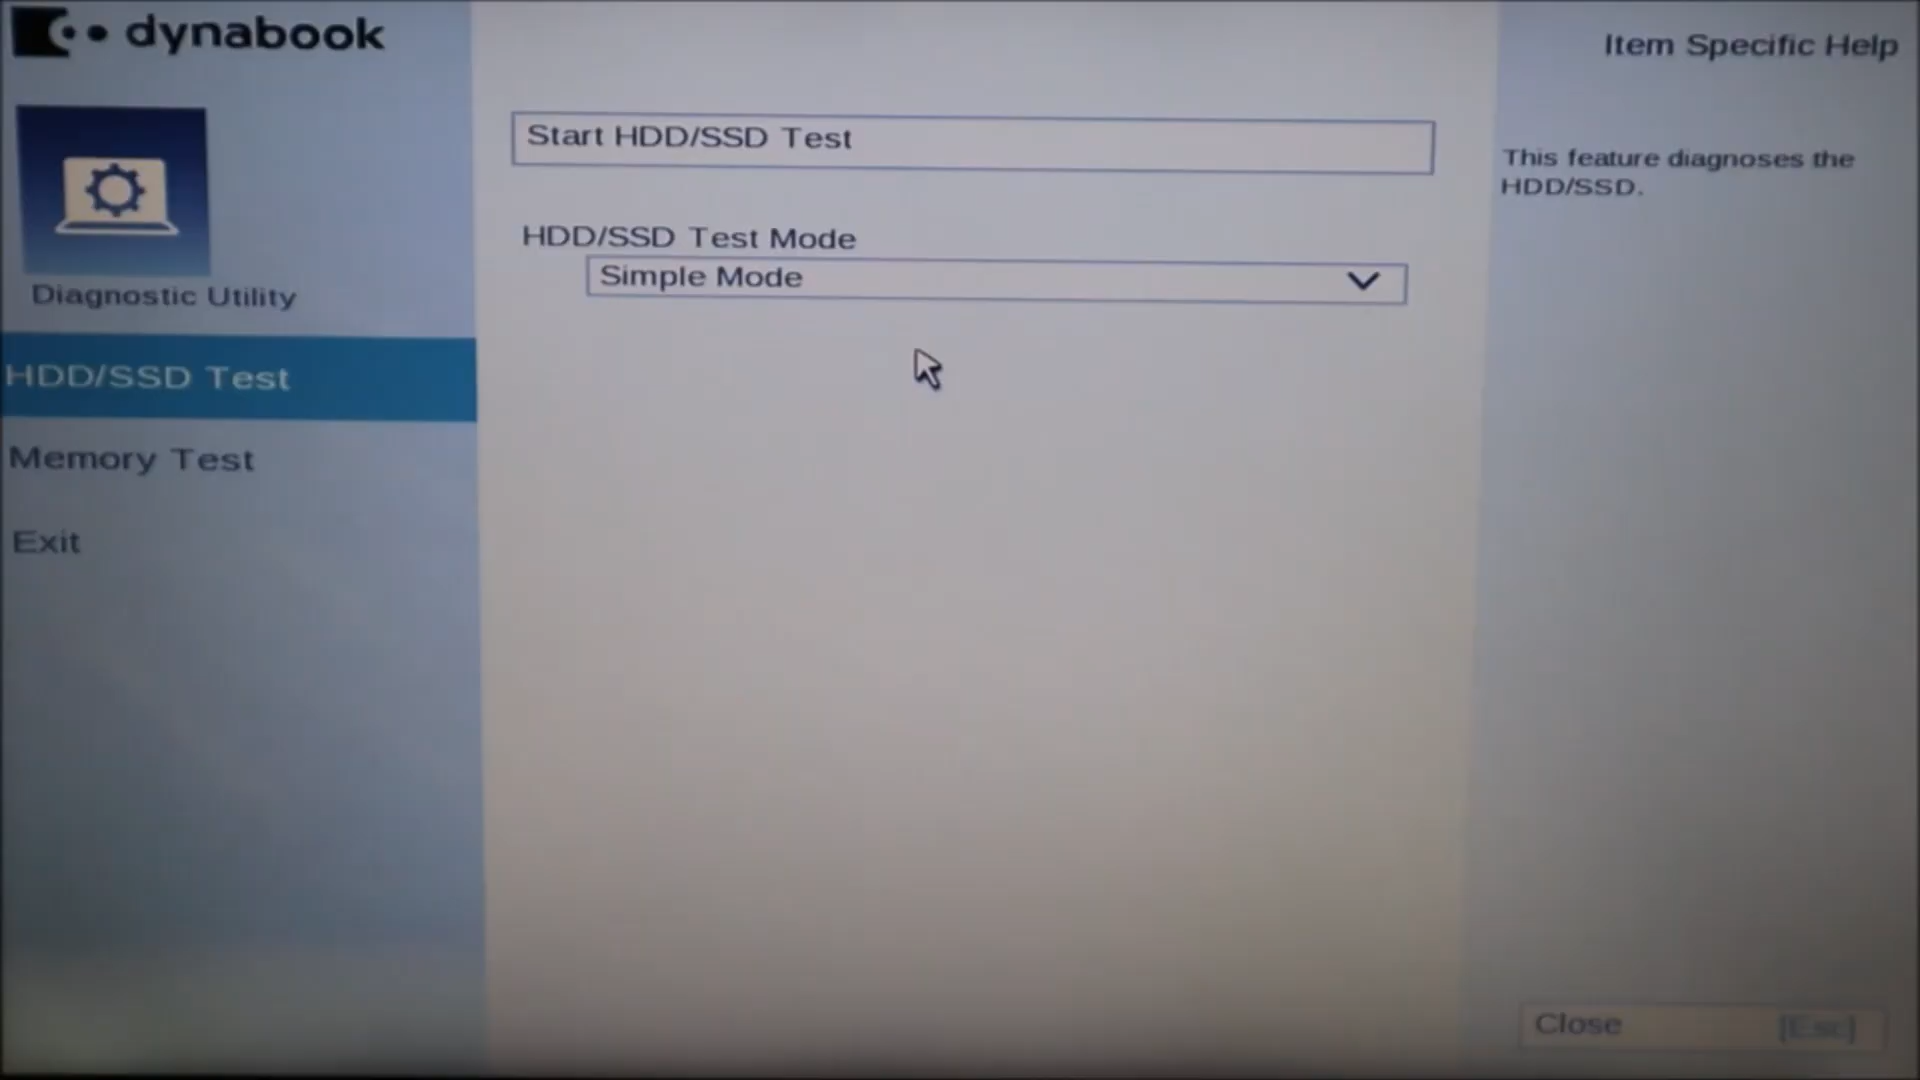 dynabook
Diagnostic Utility
HDD/SSD Test
Memory Test
Exit
Start HDD/SSD Test
HDD/SSD Test Mode
Simple Mode
Item Specific Help
This feature diagnoses the
HDD/SSD.
Close [Esc]